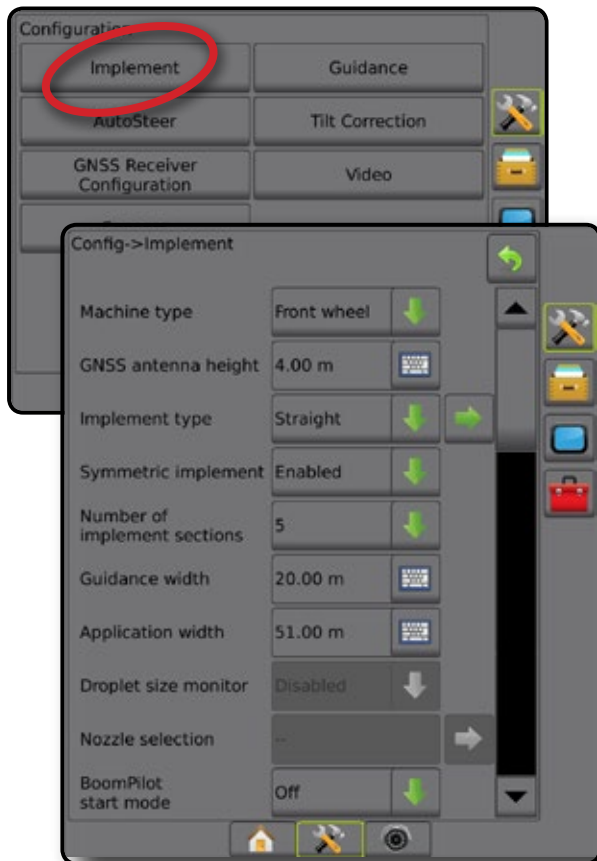 Configuration
Implement
Guidance
AutoSteer
Tilt Correction
GNSS Receiver
Configuration
Video
Config->Implement
Machine type
Front wheel
GNSS antenna height
4.00 m
Implement type
Straight
Symmetric implement
Enabled
Number of
implement sections
5
Guidance width
20.00 m
Application width
51.00 m
Droplet size monitor
Disabled
Nozzle selection
--
BoomPilot
start mode
Off